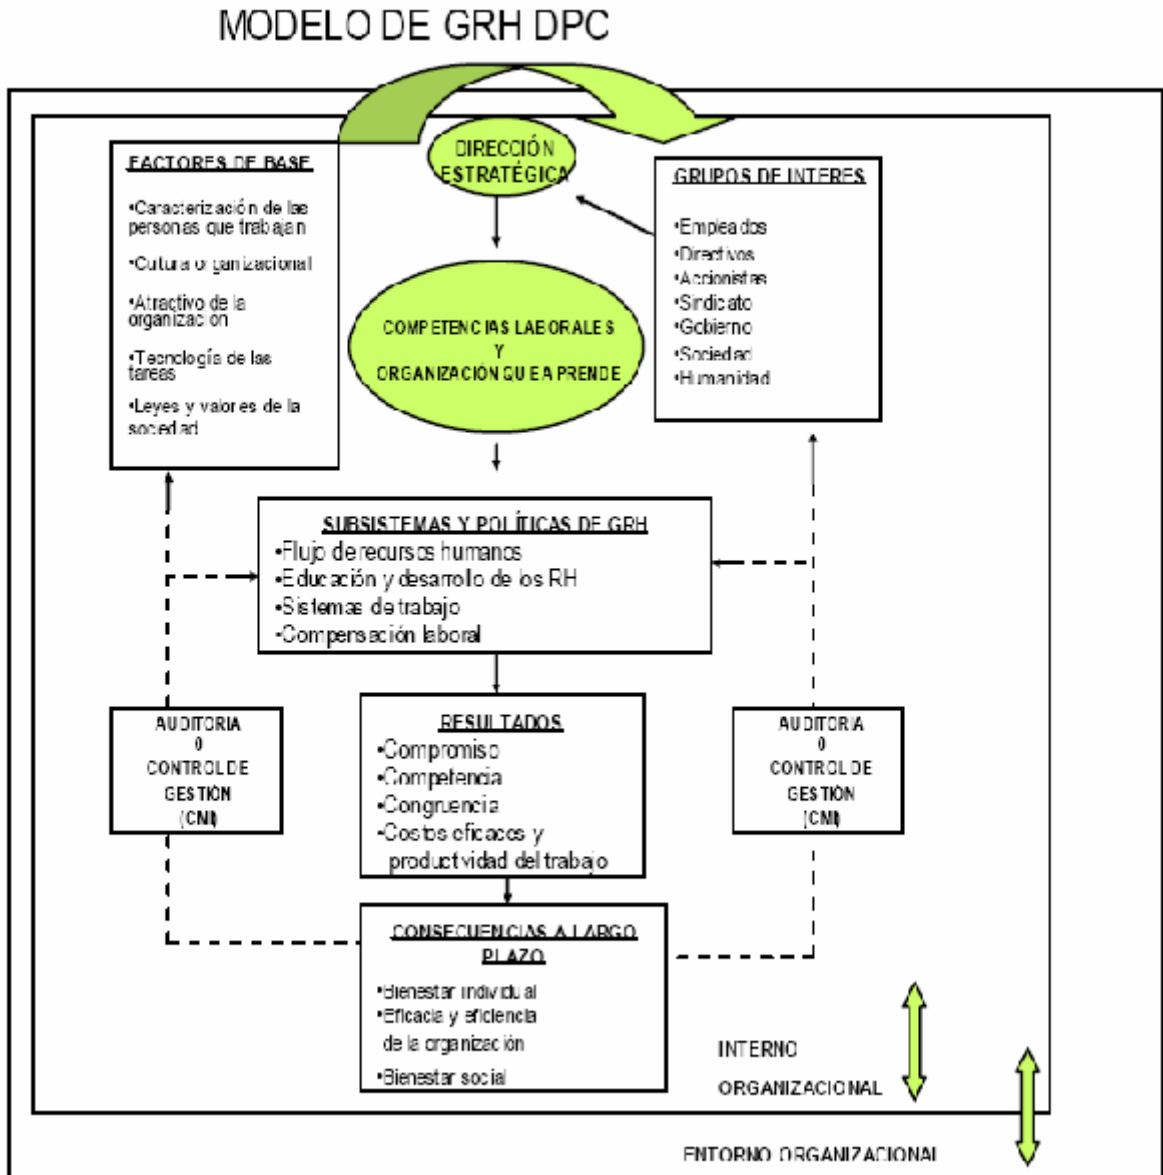 MODELO DE GRH DPC
FACTORES DE BASE
•Caracterización de las
personas que trabajan
•Cultura organizacional
•Atractivo de la
organización
•Tecnología de las
tareas
•Leyes y valores de la
sociedad
DIRECCIÓN
ESTRATÉGICA
GRUPOS DE INTERES
•Empleados
•Directivos
•Accionistas
•Sindicato
•Gobierno
•Sociedad
•Humanidad
COMPETENCIAS LABORALES
Y
ORGANIZACIÓN QUE APRENDE
SUBSISTEMAS Y POLÍTICAS DE GRH
•Flujo de recursos humanos
•Educación y desarrollo de los RH
•Sistemas de trabajo
•Compensación laboral
AUDITORIA
0
CONTROL DE
GESTIÓN
(CMI)
RESULTADOS
•Compromiso
•Competencia
•Congruencia
•Costos eficaces y
productividad del trabajo
AUDITORIA
0
CONTROL DE
GESTIÓN
(CMI)
CONSECUENCIAS A LARGO
PLAZO
•Bienestar individual
•Eficacia y eficiencia
de la organización
•Bienestar social
INTERNO
ORGANIZACIONAL
ENTORNO ORGANIZACIONAL